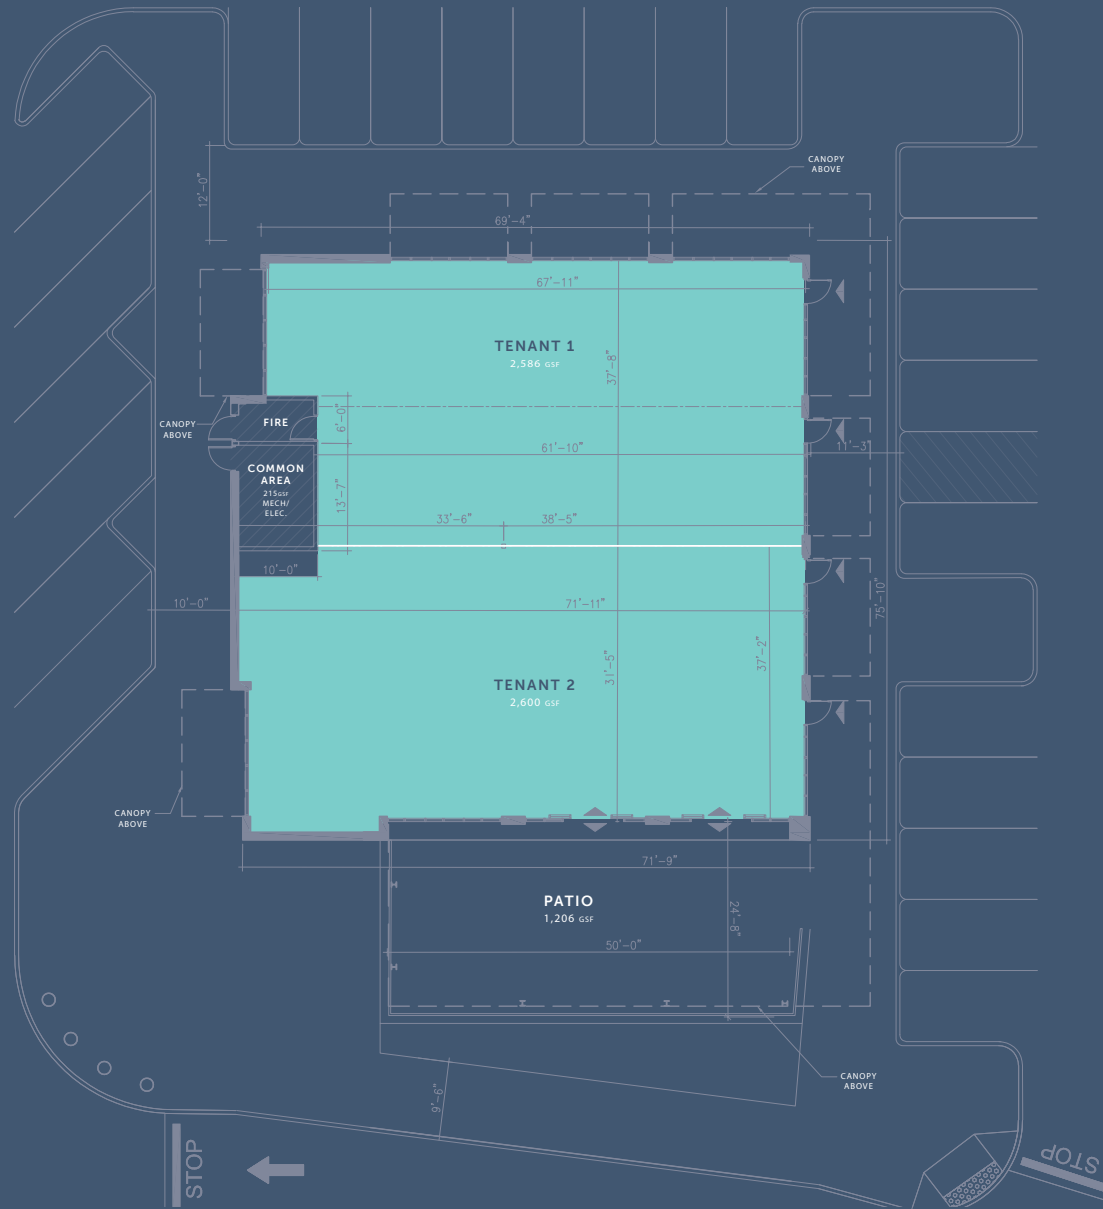 CANOPY
ABOVE
12'-0"
69'-4"
67'-11"
TENANT 1
2,586 GSF
37'-8"
CANOPY
ABOVE
FIRE
6'-0"
61'-10"
11'-3"
COMMON
AREA
215GSF
MECH/
ELEC.
13'-7"
33'-6"
38'-5"
10'-0"
10'-0"
71'-11"
75'-10"
31'-5"
37'-2"
TENANT 2
2,600 GSF
CANOPY
ABOVE
71'-9"
PATIO
1,206 GSF
24'-8"
50'-0"
CANOPY
ABOVE
9'-6"
STOP
STOP